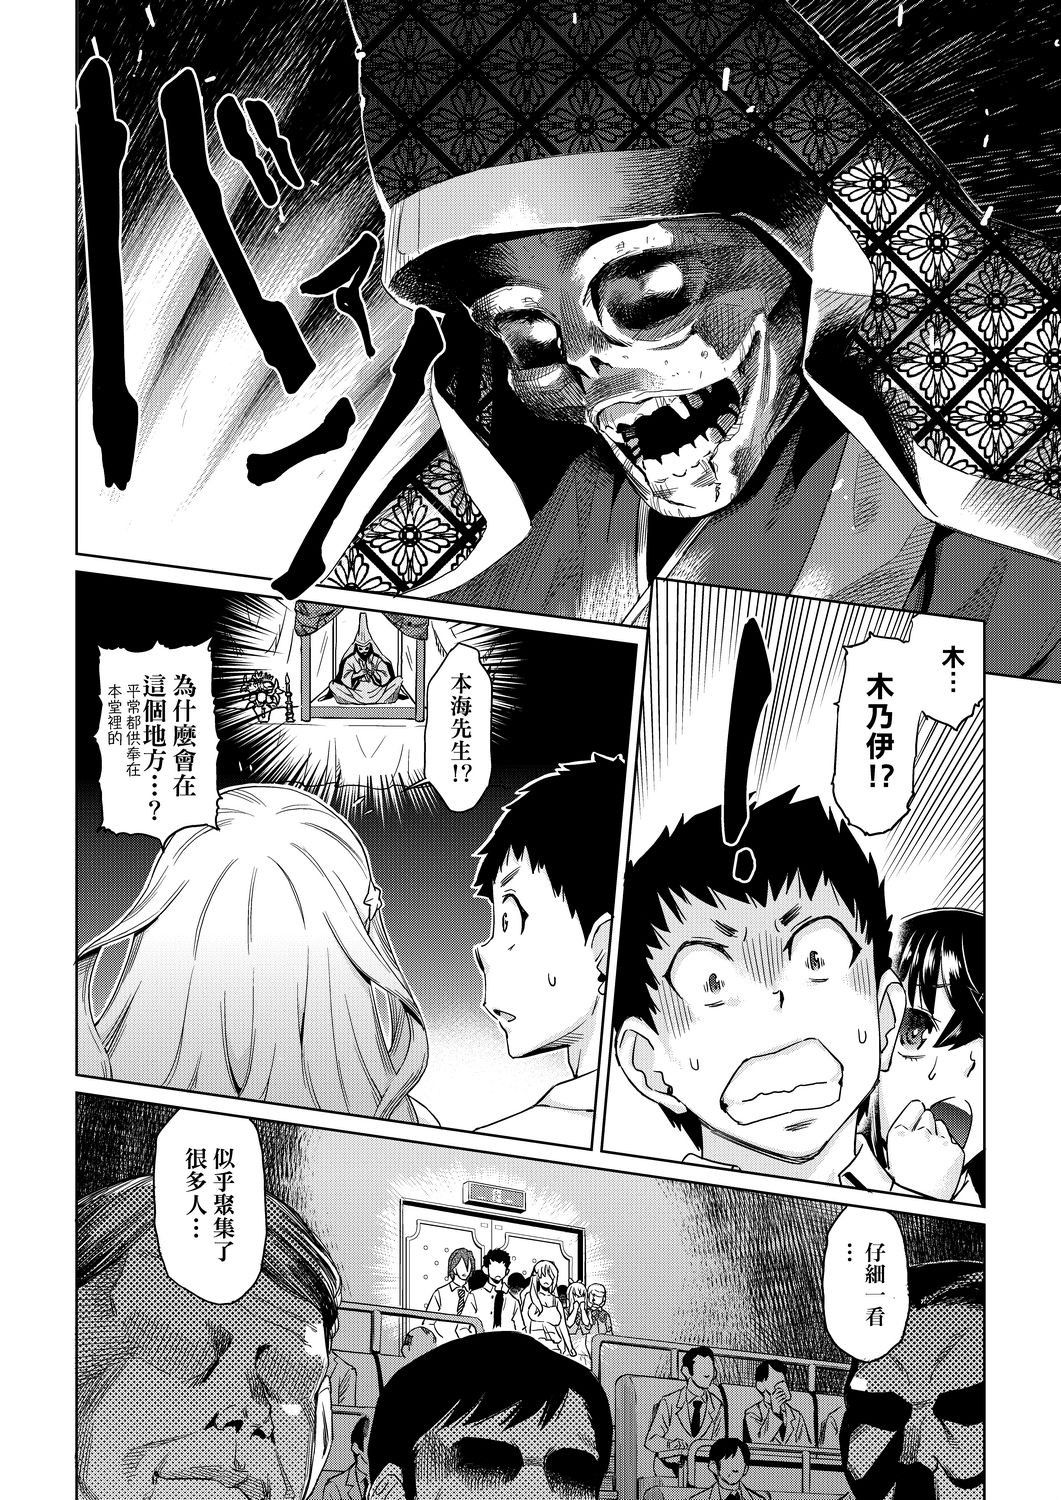 木…
木乃伊!?
本海先生!?
為什麼會在
這個地方…?
平常都供奉在
本堂裡的
仔細一看
…
似乎聚集了
很多人…